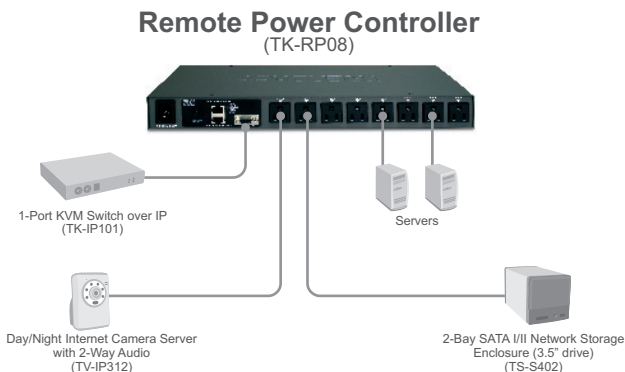 Remote Power Controller
(TK-RP08)
1-Port KVM Switch over IP
(TK-IP101)
Servers
Day/Night Internet Camera Server
with 2-Way Audio
(TV-IP312)
2-Bay SATA I/II Network Storage
Enclosure (3.5" drive)
(TS-S402)